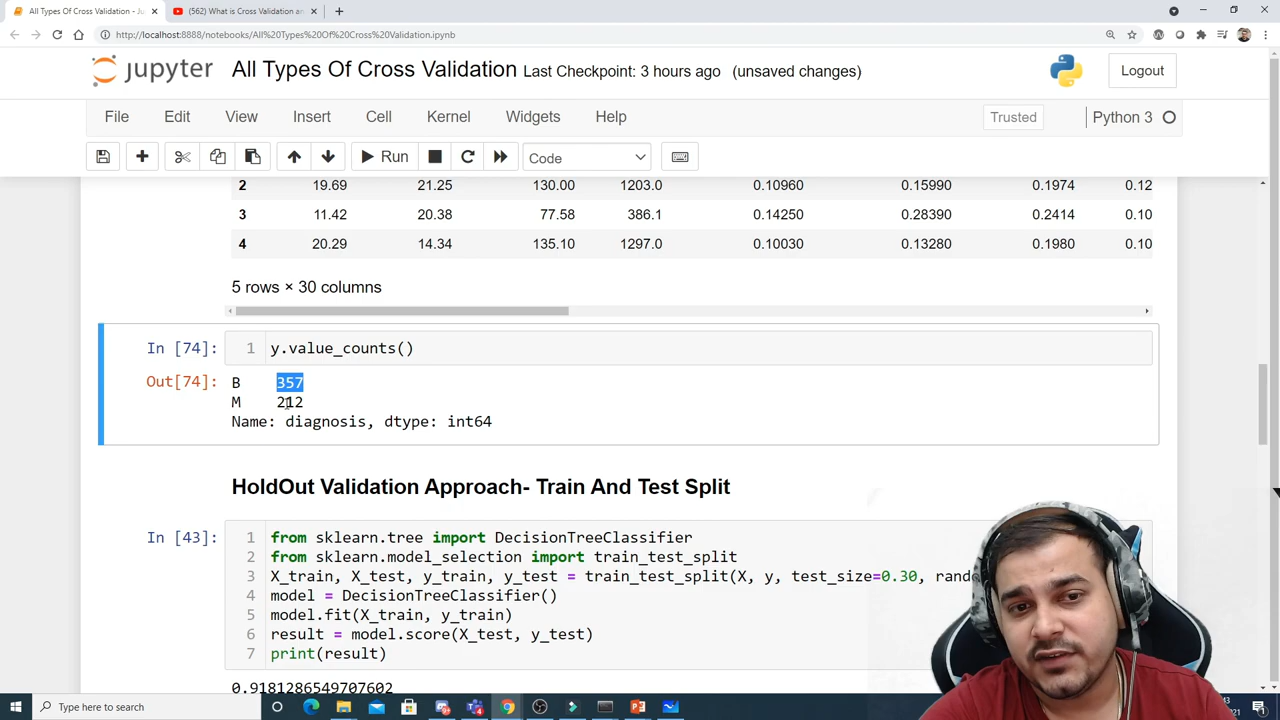 All Types Of Cross Validation - Ju
(562) What is Cross Validation an
http://localhost:8888/notebooks/All%20Types%20Of%20Cross%20Validation.ipynb
jupyter All Types Of Cross Validation Last Checkpoint: 3 hours ago (unsaved changes) Logout
File Edit View Insert Cell Kernel Widgets Help Trusted Python 3
Run Code
2 19.69 21.25 130.00 1203.0 0.10960 0.15990 0.1974 0.12
3 11.42 20.38 77.58 386.1 0.14250 0.28390 0.2414 0.10
4 20.29 14.34 135.10 1297.0 0.10030 0.13280 0.1980 0.10
5 rows × 30 columns
In [74]: 1 y.value_counts()
Out[74]: B 357
M 212
Name: diagnosis, dtype: int64
HoldOut Validation Approach- Train And Test Split
In [43]: 1 from sklearn.tree import DecisionTreeClassifier
2 from sklearn.model_selection import train_test_split
3 X_train, X_test, y_train, y_test = train_test_split(X, y, test_size=0.30,
4 model = DecisionTreeClassifier()
5 model.fit(X_train, y_train)
6 result = model.score(X_test, y_test)
7 print(result)
0.9181286549707602
Type here to search